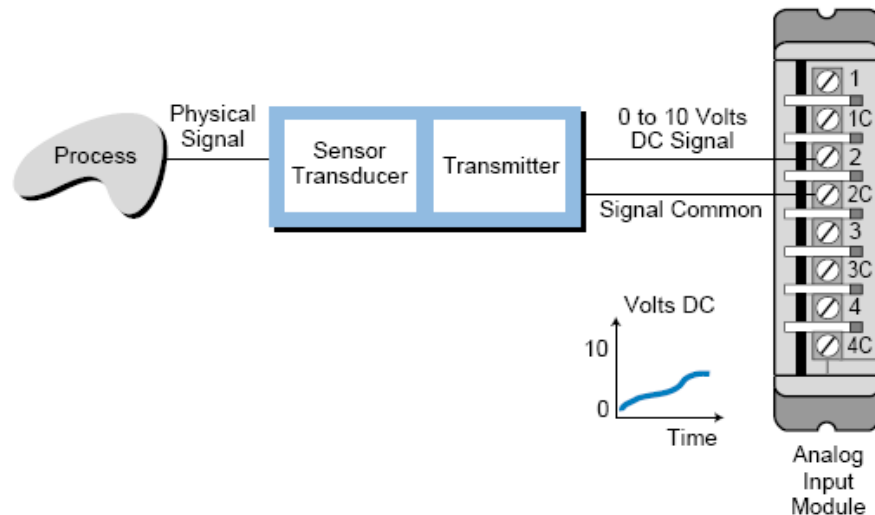 Process
Physical
Signal
Sensor
Transducer
Transmitter
0 to 10 Volts
DC Signal
Signal Common
1
1C
2
2C
3
3C
4
4C
Volts DC
10
0
Time
Analog
Input
Module